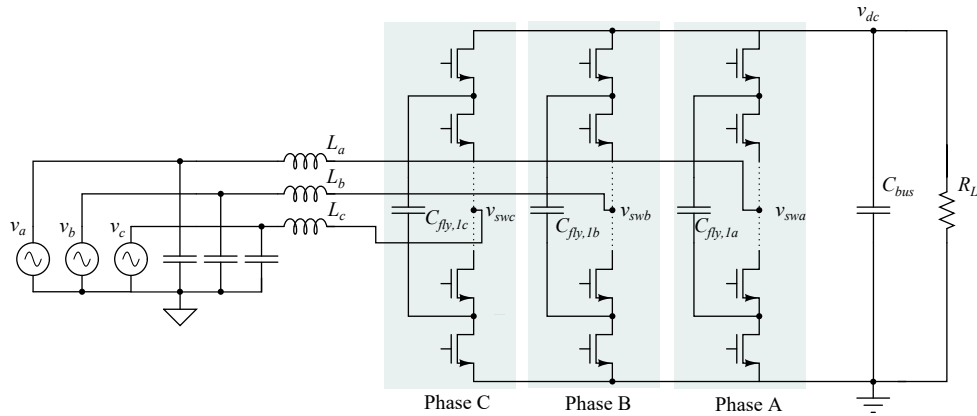 v_dc
L_a
L_b
L_c
v_a
v_b
v_c
C_fly,1c
v_swc
C_fly,1b
v_swb
C_fly,1a
v_swa
C_bus
R_L
Phase C
Phase B
Phase A